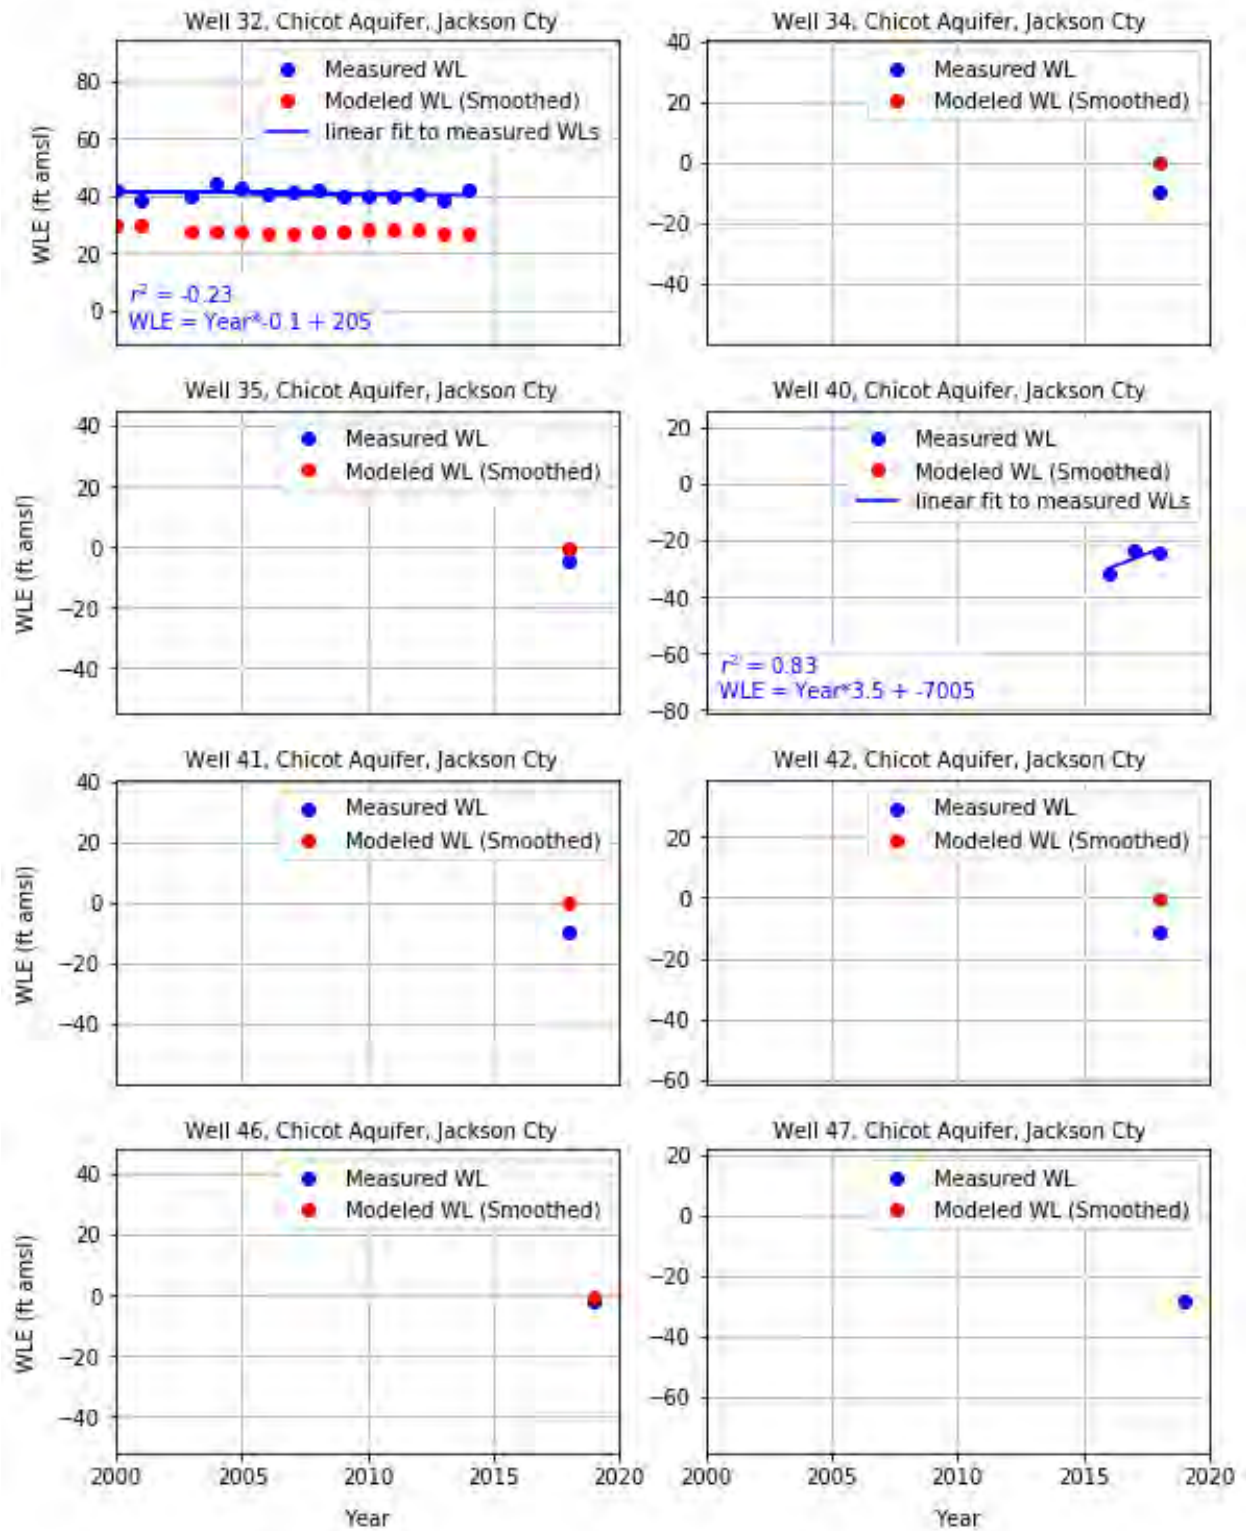 Well 32, Chicot Aquifer, Jackson Cty
80
60
40
20
0
WLE (ft amsl)
Measured WL
Modeled WL (Smoothed)
linear fit to measured WLs
r² = -0.23
WLE = Year*-0.1 + 205
Well 34, Chicot Aquifer, Jackson Cty
40
20
0
−20
−40
Measured WL
Modeled WL (Smoothed)
Well 35, Chicot Aquifer, Jackson Cty
40
20
0
−20
−40
WLE (ft amsl)
Measured WL
Modeled WL (Smoothed)
Well 40, Chicot Aquifer, Jackson Cty
20
0
−20
−40
−60
−80
Measured WL
Modeled WL (Smoothed)
linear fit to measured WLs
r² = 0.83
WLE = Year*3.5 + -7005
Well 41, Chicot Aquifer, Jackson Cty
40
20
0
−20
−40
WLE (ft amsl)
Measured WL
Modeled WL (Smoothed)
Well 42, Chicot Aquifer, Jackson Cty
20
0
−20
−40
−60
Measured WL
Modeled WL (Smoothed)
Well 46, Chicot Aquifer, Jackson Cty
40
20
0
−20
−40
WLE (ft amsl)
Measured WL
Modeled WL (Smoothed)
2000 2005 2010 2015 2020
Year
Well 47, Chicot Aquifer, Jackson Cty
20
0
−20
−40
−60
Measured WL
Modeled WL (Smoothed)
2000 2005 2010 2015 2020
Year